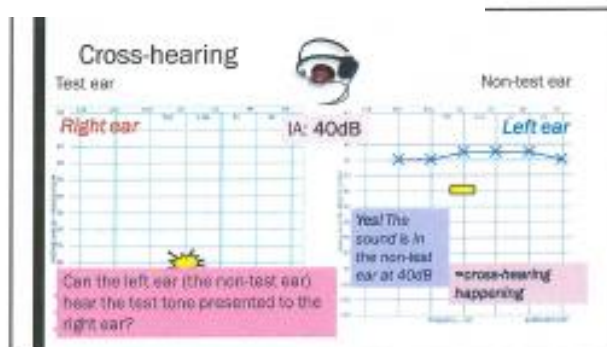 Cross-hearing
Test ear
Non-test ear
Right ear
IA: 40dB
Left ear
Yes! The
sound is in
the non-test
ear at 40dB
=cross-hearing
happening
Can the left ear (the non-test ear)
hear the test tone presented to the
right ear?